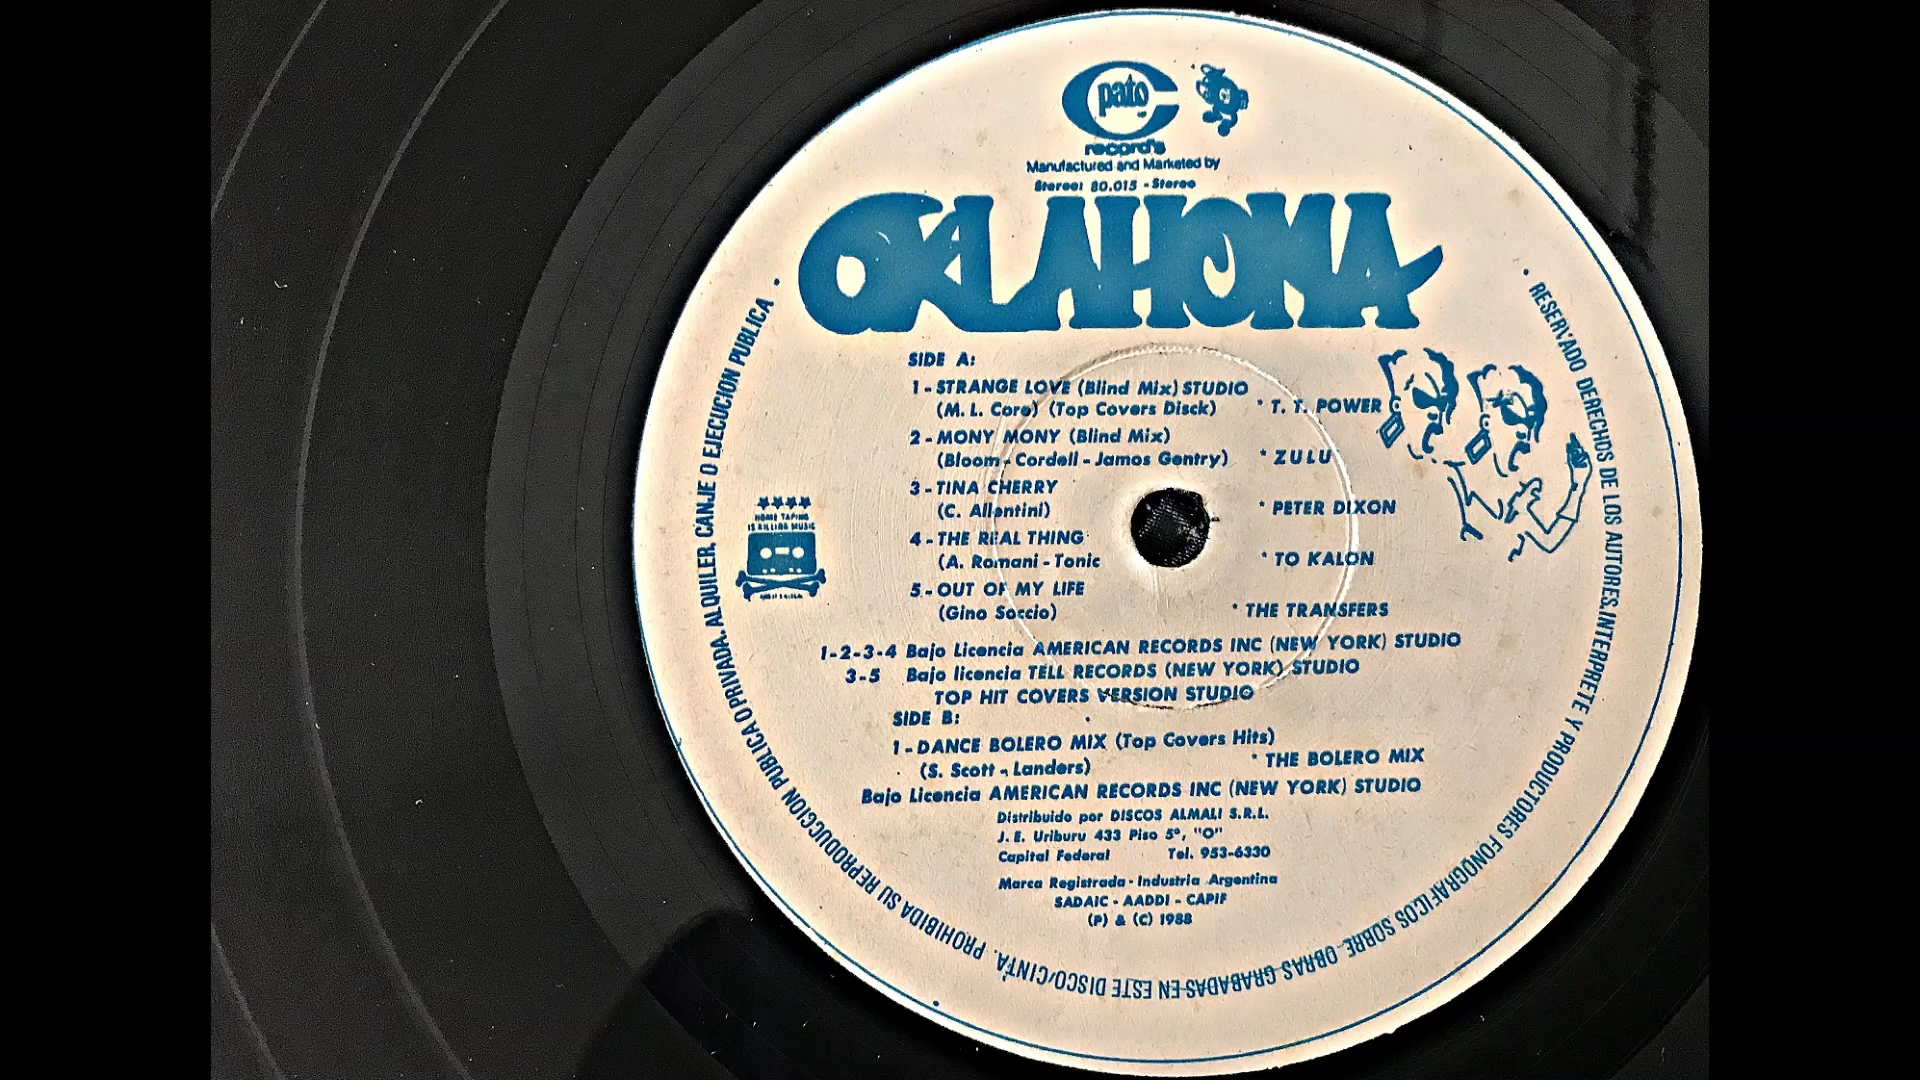 pato
record's
Manufactured and Marketed by
Stereo: 80.015 - Stereo
OKLAHOMA
SIDE A:
1 - STRANGE LOVE (Blind Mix) STUDIO
(M. L. Core) (Top Covers Disck) * T. T. POWER
2 - MONY MONY (Blind Mix)
(Bloom - Cordell - Jamos Gentry) * ZULU
3 - TINA CHERRY
(C. Allentini) * PETER DIXON
4 - THE REAL THING
(A. Romani - Tonic * TO KALON
5 - OUT OF MY LIFE
(Gino Soccio) * THE TRANSFERS
1-2-3-4 Bajo Licencia AMERICAN RECORDS INC (NEW YORK) STUDIO
3-5 Bajo licencia TELL RECORDS (NEW YORK) STUDIO
TOP HIT COVERS VERSION STUDIO
SIDE B:
1 - DANCE BOLERO MIX (Top Covers Hits)
(S. Scott - Landers) * THE BOLERO MIX
Bajo Licencia AMERICAN RECORDS INC (NEW YORK) STUDIO
Distribuido por DISCOS ALMALI S.R.L.
J. E. Uriburu 433 Piso 5º, "O"
Capital Federal Tel. 953-6330
Marca Registrada - Industria Argentina
SADAIC - AADDI - CAPIF
(P) & (C) 1988
HOME TAPING
IS KILLING MUSIC
• RESERVADO DERECHOS DE LOS AUTORES, INTERPRETE Y PRODUCTORES FONOGRAFICOS SOBRE OBRAS GRABADAS EN ESTE DISCO/CINTA. PROHIBIDA SU REPRODUCCION PUBLICA O PRIVADA, ALQUILER, CANJE O EJECUCION PUBLICA •